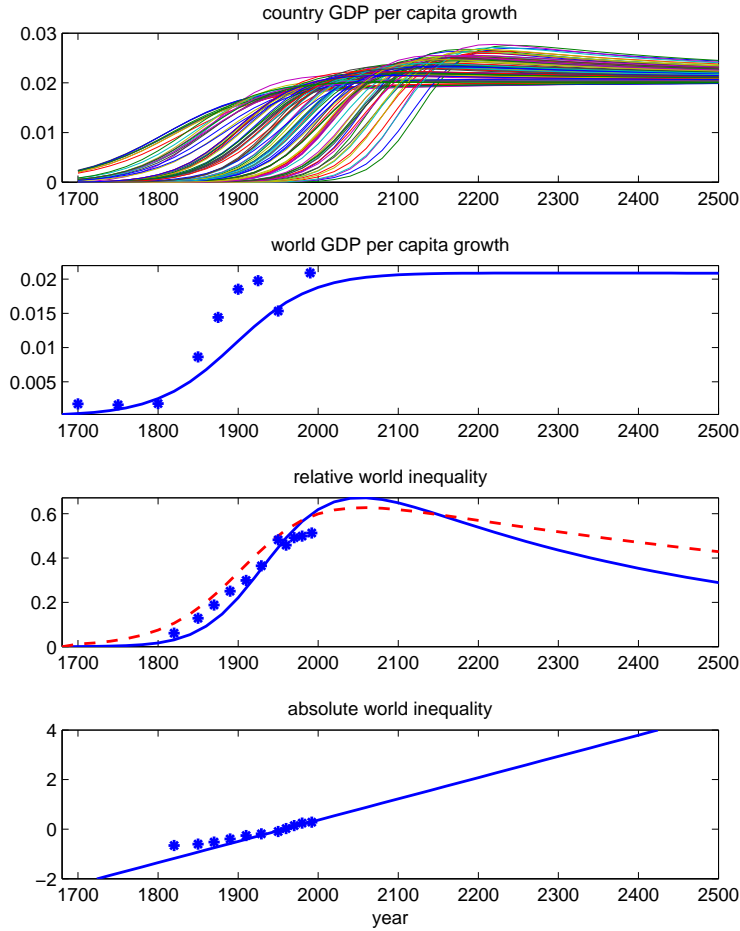 country GDP per capita growth
0.03
0.02
0.01
0
1700 1800 1900 2000 2100 2200 2300 2400 2500
world GDP per capita growth
0.02
0.015
0.01
0.005
1700 1800 1900 2000 2100 2200 2300 2400 2500
relative world inequality
0.6
0.4
0.2
0
1700 1800 1900 2000 2100 2200 2300 2400 2500
absolute world inequality
4
2
0
−2
1700 1800 1900 2000 2100 2200 2300 2400 2500
year